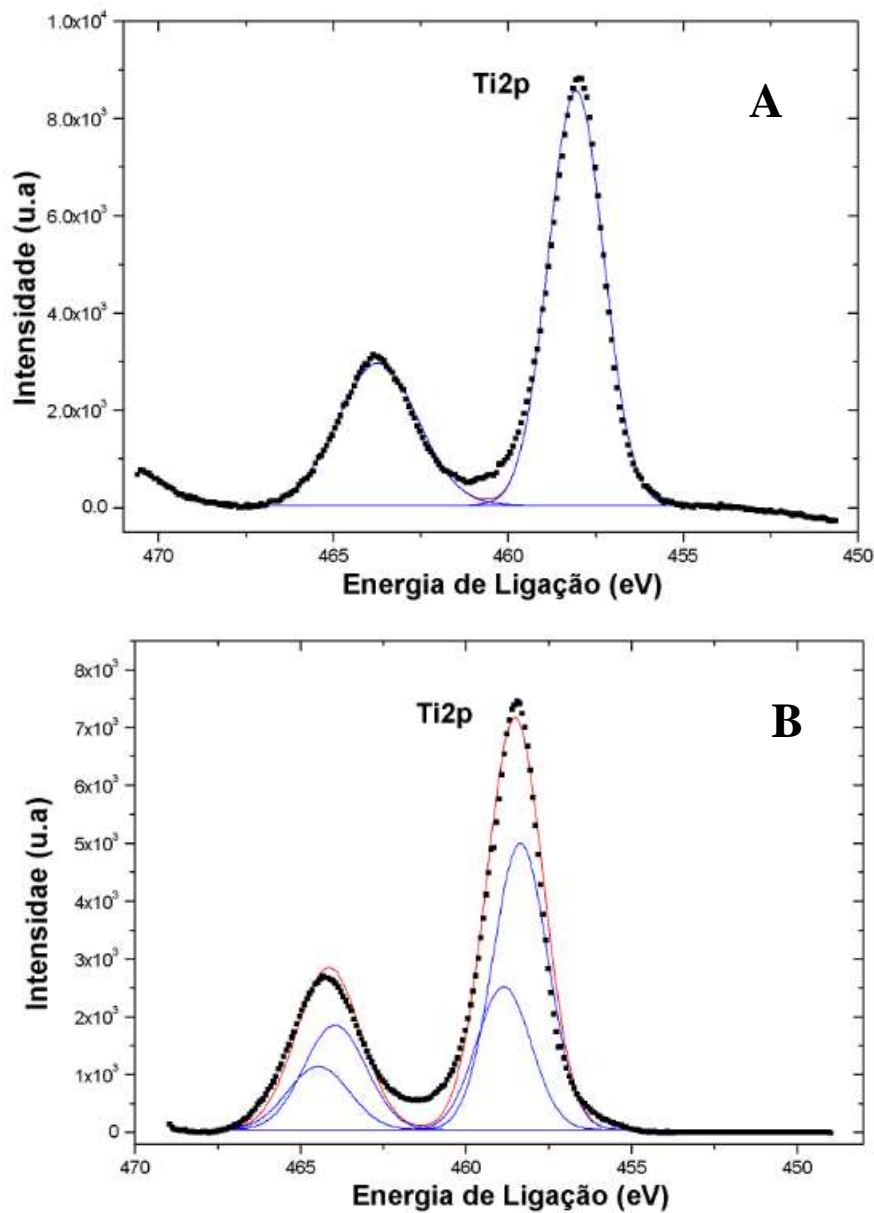 1.0x10⁴
8.0x10³
6.0x10³
4.0x10³
2.0x10³
0.0
Intensidade (u.a)
Ti2p
A
470
465
460
455
450
Energia de Ligação (eV)
8x10³
7x10³
6x10³
5x10³
4x10³
3x10³
2x10³
1x10³
0
Intensidae (u.a)
Ti2p
B
470
465
460
455
450
Energia de Ligação (eV)